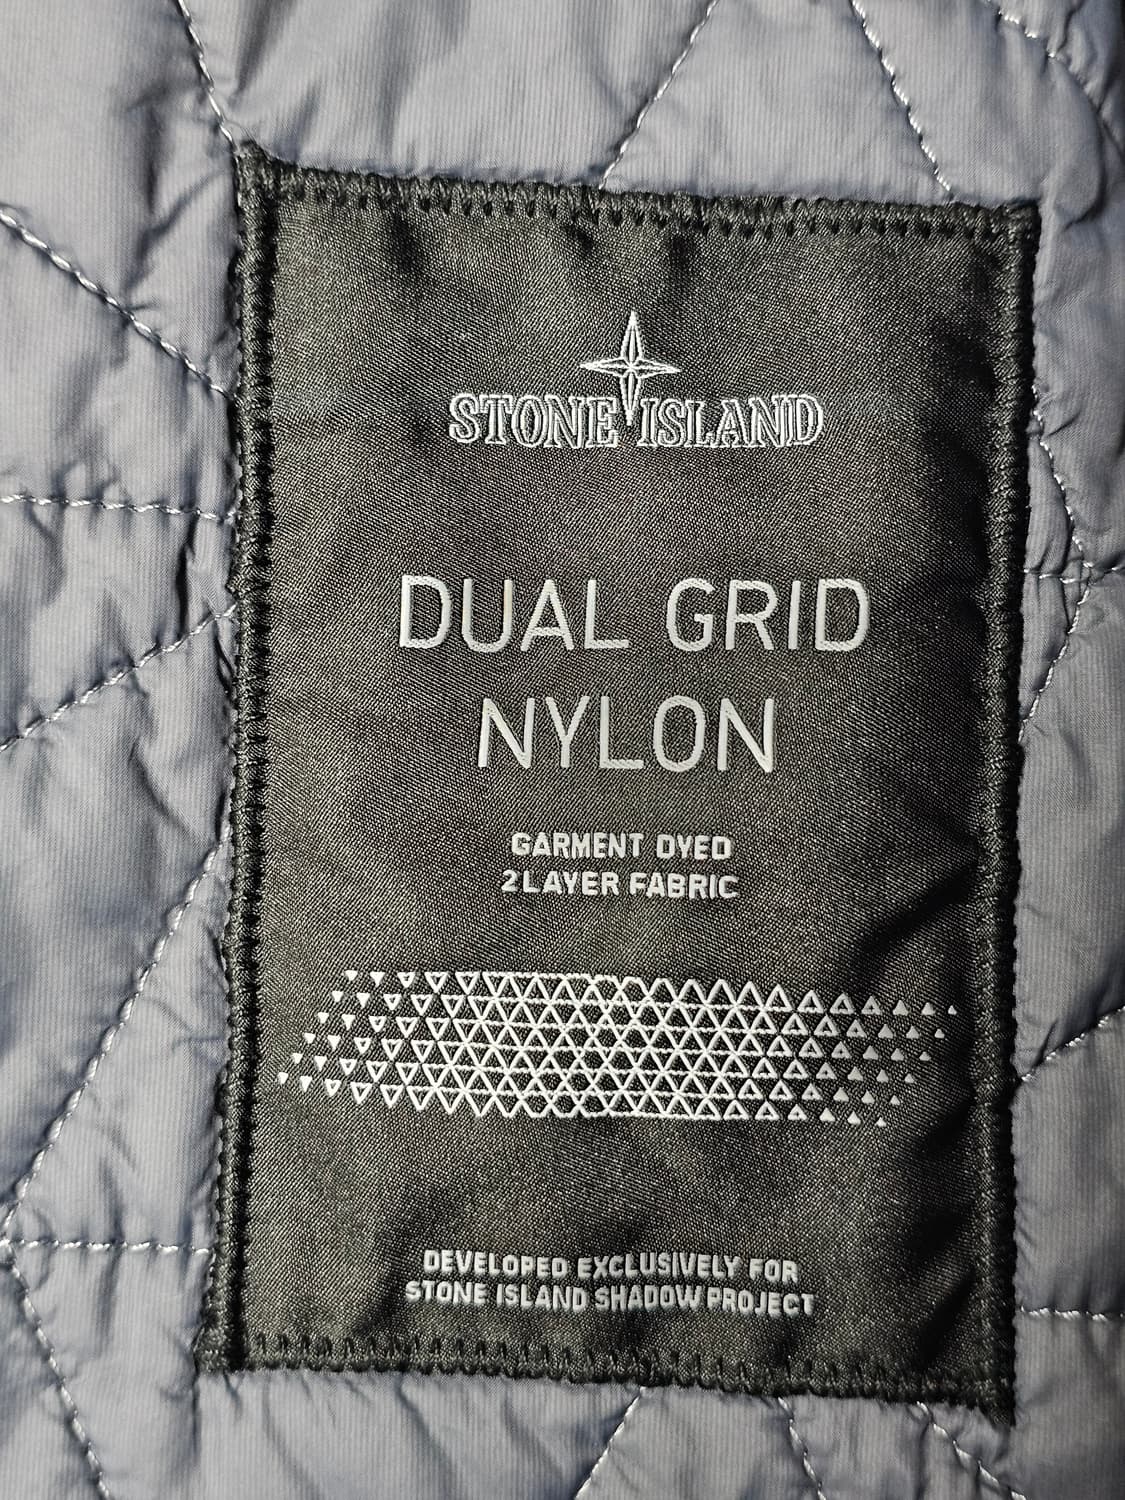 STONE ISLAND
DUAL GRID
NYLON
GARMENT DYED
2LAYER FABRIC
DEVELOPED EXCLUSIVELY FOR
STONE ISLAND SHADOW PROJECT